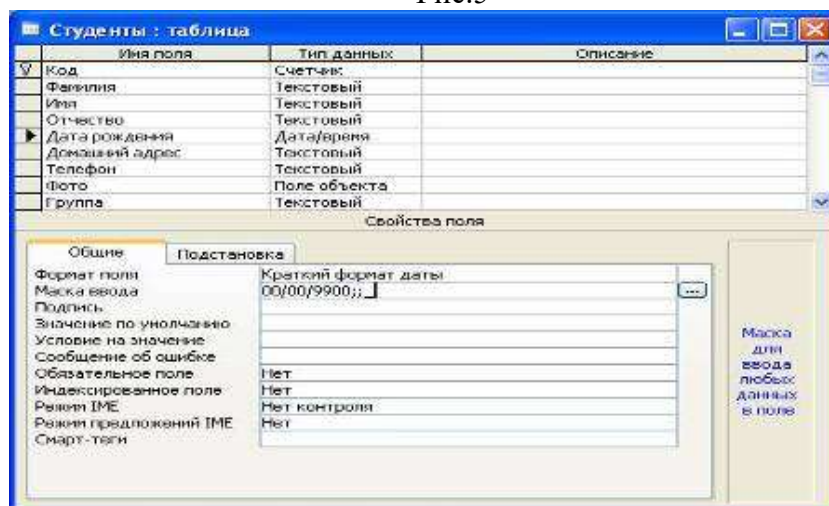 Рис.5
Студенты : таблица
Имя поля Тип данных Описание
Код Счетчик
Фамилия Текстовый
Имя Текстовый
Отчество Текстовый
Дата рождения Дата/время
Домашний адрес Текстовый
Телефон Текстовый
Фото Поле объекта
Группа Текстовый
Свойства поля
Общие Подстановка
Формат поля Краткий формат даты
Маска ввода 00/00/9900;;_
Подпись
Значение по умолчанию
Условие на значение
Сообщение об ошибке
Обязательное поле Нет
Индексированное поле Нет
Режим IME Нет контроля
Режим предложений IME Нет
Смарт-теги
Маска
для
ввода
любых
данных
в поле